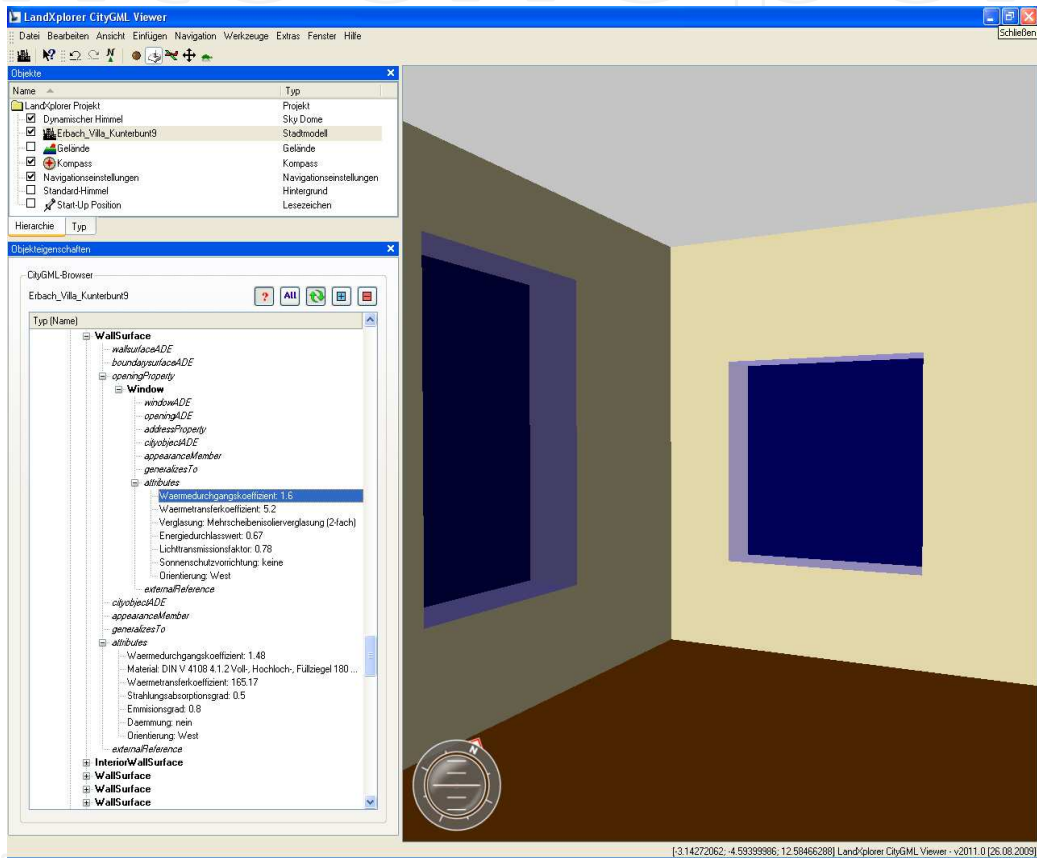 LandXplorer CityGML Viewer
Datei Bearbeiten Ansicht Einfügen Navigation Werkzeuge Extras Fenster Hilfe
Schließen
Objekte
Name Typ
LandXplorer Projekt Projekt
Dynamischer Himmel Sky Dome
Erbach_Villa_Kunterbunt9 Stadtmodell
Gelände Gelände
Kompass Kompass
Navigationseinstellungen Navigationseinstellungen
Standard-Himmel Hintergrund
Start-Up Position Lesezeichen
Hierarchie Typ
Objekteigenschaften
CityGML-Browser
Erbach_Villa_Kunterbunt9 ? All
Typ (Name)
WallSurface
wallsurfaceADE
boundarysurfaceADE
openingProperty
Window
windowADE
openingADE
addressProperty
cityobjectADE
appearanceMember
generalizesTo
attributes
Waermedurchgangskoeffizient: 1.6
Waermetransferkoeffizient: 5.2
Verglasung: Mehrscheibenisolierverglasung (2-fach)
Energiedurchlasswert: 0.67
Lichttransmissionsfaktor: 0.78
Sonnenschutzvorrichtung: keine
Orientierung: West
externalReference
cityobjectADE
appearanceMember
generalizesTo
attributes
Waermedurchgangskoeffizient: 1.48
Material: DIN V 4108 4.1.2 Voll-, Hochloch-, Füllziegel 180 ...
Waermetransferkoeffizient: 165.17
Strahlungsabsorptionsgrad: 0.5
Emmisionsgrad: 0.8
Daemmung: nein
Orientierung: West
externalReference
InteriorWallSurface
WallSurface
WallSurface
WallSurface
N
[-3.14272062; -4.59399986; 12.58466288] LandXplorer CityGML Viewer - v2011.0 [26.08.2009]